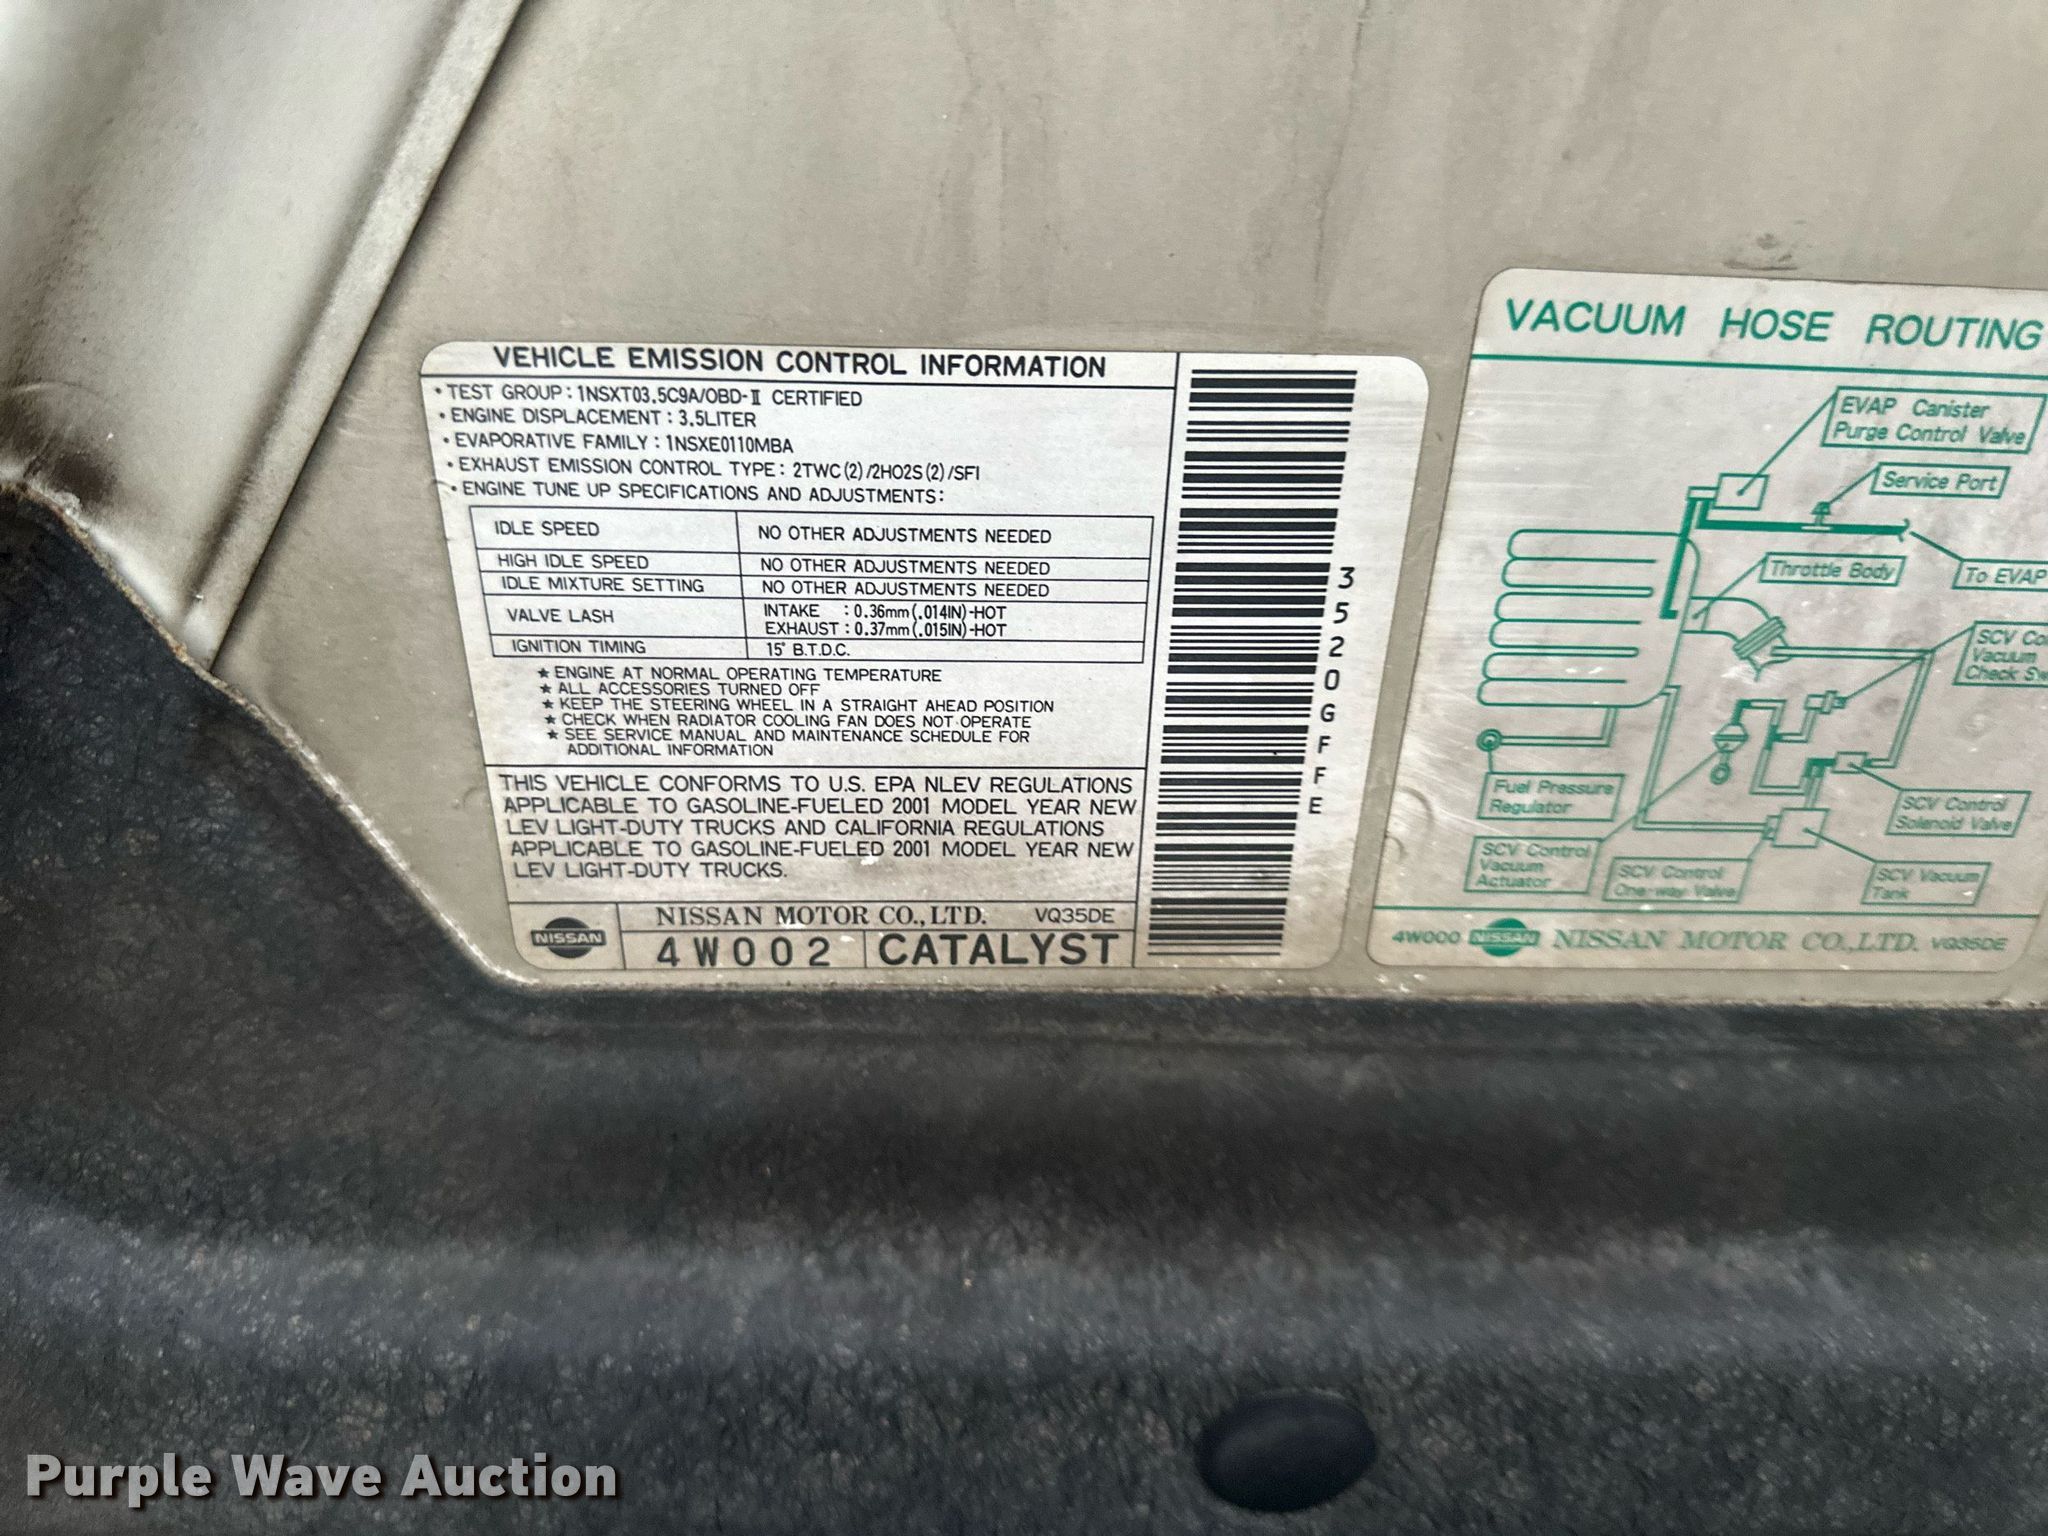 VEHICLE EMISSION CONTROL INFORMATION
• TEST GROUP : 1NSXT03.5C9A/OBD-II CERTIFIED
• ENGINE DISPLACEMENT : 3.5LITER
• EVAPORATIVE FAMILY : 1NSXE0110MBA
• EXHAUST EMISSION CONTROL TYPE : 2TWC(2)/2HO2S(2)/SFI
• ENGINE TUNE UP SPECIFICATIONS AND ADJUSTMENTS:
IDLE SPEED NO OTHER ADJUSTMENTS NEEDED
HIGH IDLE SPEED NO OTHER ADJUSTMENTS NEEDED
IDLE MIXTURE SETTING NO OTHER ADJUSTMENTS NEEDED
VALVE LASH INTAKE : 0.36mm(.014IN)-HOT
EXHAUST : 0.37mm(.015IN)-HOT
IGNITION TIMING 15° B.T.D.C.
★ ENGINE AT NORMAL OPERATING TEMPERATURE
★ ALL ACCESSORIES TURNED OFF
★ KEEP THE STEERING WHEEL IN A STRAIGHT AHEAD POSITION
★ CHECK WHEN RADIATOR COOLING FAN DOES NOT OPERATE
★ SEE SERVICE MANUAL AND MAINTENANCE SCHEDULE FOR
ADDITIONAL INFORMATION
THIS VEHICLE CONFORMS TO U.S. EPA NLEV REGULATIONS
APPLICABLE TO GASOLINE-FUELED 2001 MODEL YEAR NEW
LEV LIGHT-DUTY TRUCKS AND CALIFORNIA REGULATIONS
APPLICABLE TO GASOLINE-FUELED 2001 MODEL YEAR NEW
LEV LIGHT-DUTY TRUCKS.
NISSAN
NISSAN MOTOR CO.,LTD. VQ35DE
4W002 CATALYST
3520GFFE
VACUUM HOSE ROUTING
EVAP Canister
Purge Control Valve
Service Port
Throttle Body
To EVAP
SCV
Vacuum
Check
Fuel Pressure
Regulator
SCV Control
Solenoid Valve
SCV Control
Vacuum
Actuator
SCV Control
One-way Valve
SCV Vacuum
Tank
4W000 NISSAN NISSAN MOTOR CO.,LTD. VQ35DE
Purple Wave Auction